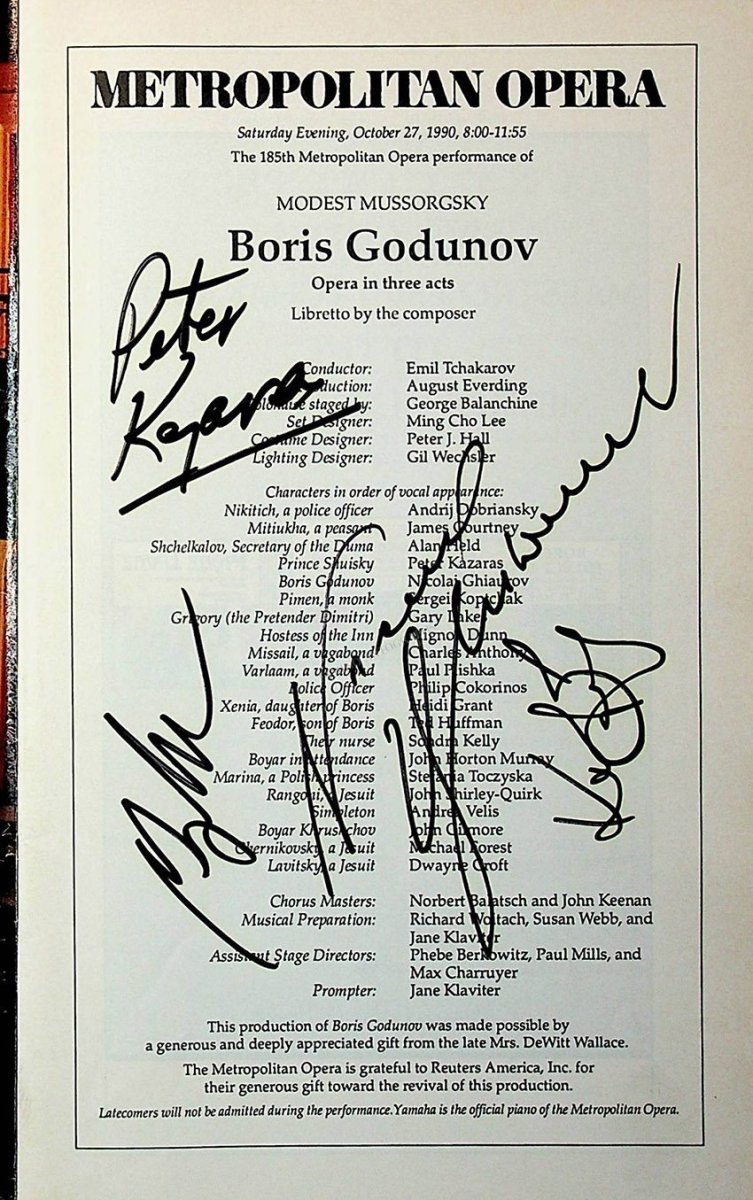 METROPOLITAN OPERA
Saturday Evening, October 27, 1990, 8:00-11:55
The 185th Metropolitan Opera performance of
MODEST MUSSORGSKY
Boris Godunov
Opera in three acts
Libretto by the composer
Peter
Kazaras
Conductor: Emil Tchakarov
Production: August Everding
Polonaise staged by: George Balanchine
Set Designer: Ming Cho Lee
Costume Designer: Peter J. Hall
Lighting Designer: Gil Wechsler
Characters in order of vocal appearance:
Nikitich, a police officer Andrij Dobriansky
Mitiukha, a peasant James Courtney
Shchelkalov, Secretary of the Duma Alan Held
Prince Shuisky Peter Kazaras
Boris Godunov Nicolai Ghiaurov
Pimen, a monk Sergei Koptchak
Grigory (the Pretender Dimitri) Gary Lakes
Hostess of the Inn Mignon Dunn
Missail, a vagabond Charles Anthony
Varlaam, a vagabond Paul Plishka
Police Officer Philip Cokorinos
Xenia, daughter of Boris Heidi Grant
Feodor, son of Boris Ted Huffman
Their nurse Sondra Kelly
Boyar in attendance John Horton Murray
Marina, a Polish princess Stefania Toczyska
Rangoni, a Jesuit John Shirley-Quirk
Simpleton Andrea Velis
Boyar Khrushchov John Gilmore
Chernikovsky, a Jesuit Michael Forest
Lavitsky, a Jesuit Dwayne Croft
Chorus Masters: Norbert Balatsch and John Keenan
Musical Preparation: Richard Woitach, Susan Webb, and
Jane Klaviter
Assistant Stage Directors: Phebe Berkowitz, Paul Mills, and
Max Charruyer
Prompter: Jane Klaviter
This production of Boris Godunov was made possible by
a generous and deeply appreciated gift from the late Mrs. DeWitt Wallace.
The Metropolitan Opera is grateful to Reuters America, Inc. for
their generous gift toward the revival of this production.
Latecomers will not be admitted during the performance. Yamaha is the official piano of the Metropolitan Opera.